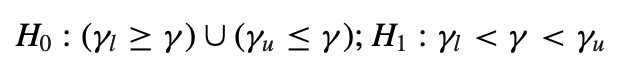 H₀ : (γₗ ≥ γ) ∪ (γᵤ ≤ γ); H₁ : γₗ < γ < γᵤ